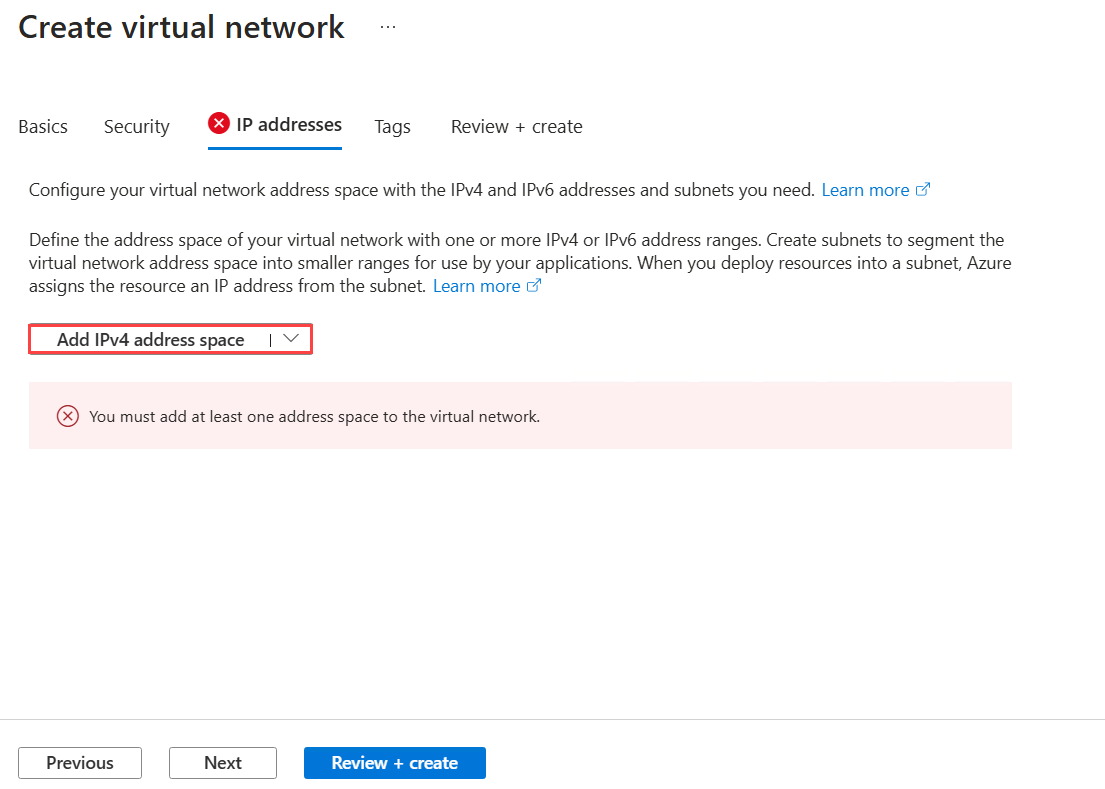 Create virtual network ...
Basics Security IP addresses Tags Review + create
Configure your virtual network address space with the IPv4 and IPv6 addresses and subnets you need. Learn more
Define the address space of your virtual network with one or more IPv4 or IPv6 address ranges. Create subnets to segment the
virtual network address space into smaller ranges for use by your applications. When you deploy resources into a subnet, Azure
assigns the resource an IP address from the subnet. Learn more
Add IPv4 address space |
You must add at least one address space to the virtual network.
Previous Next Review + create